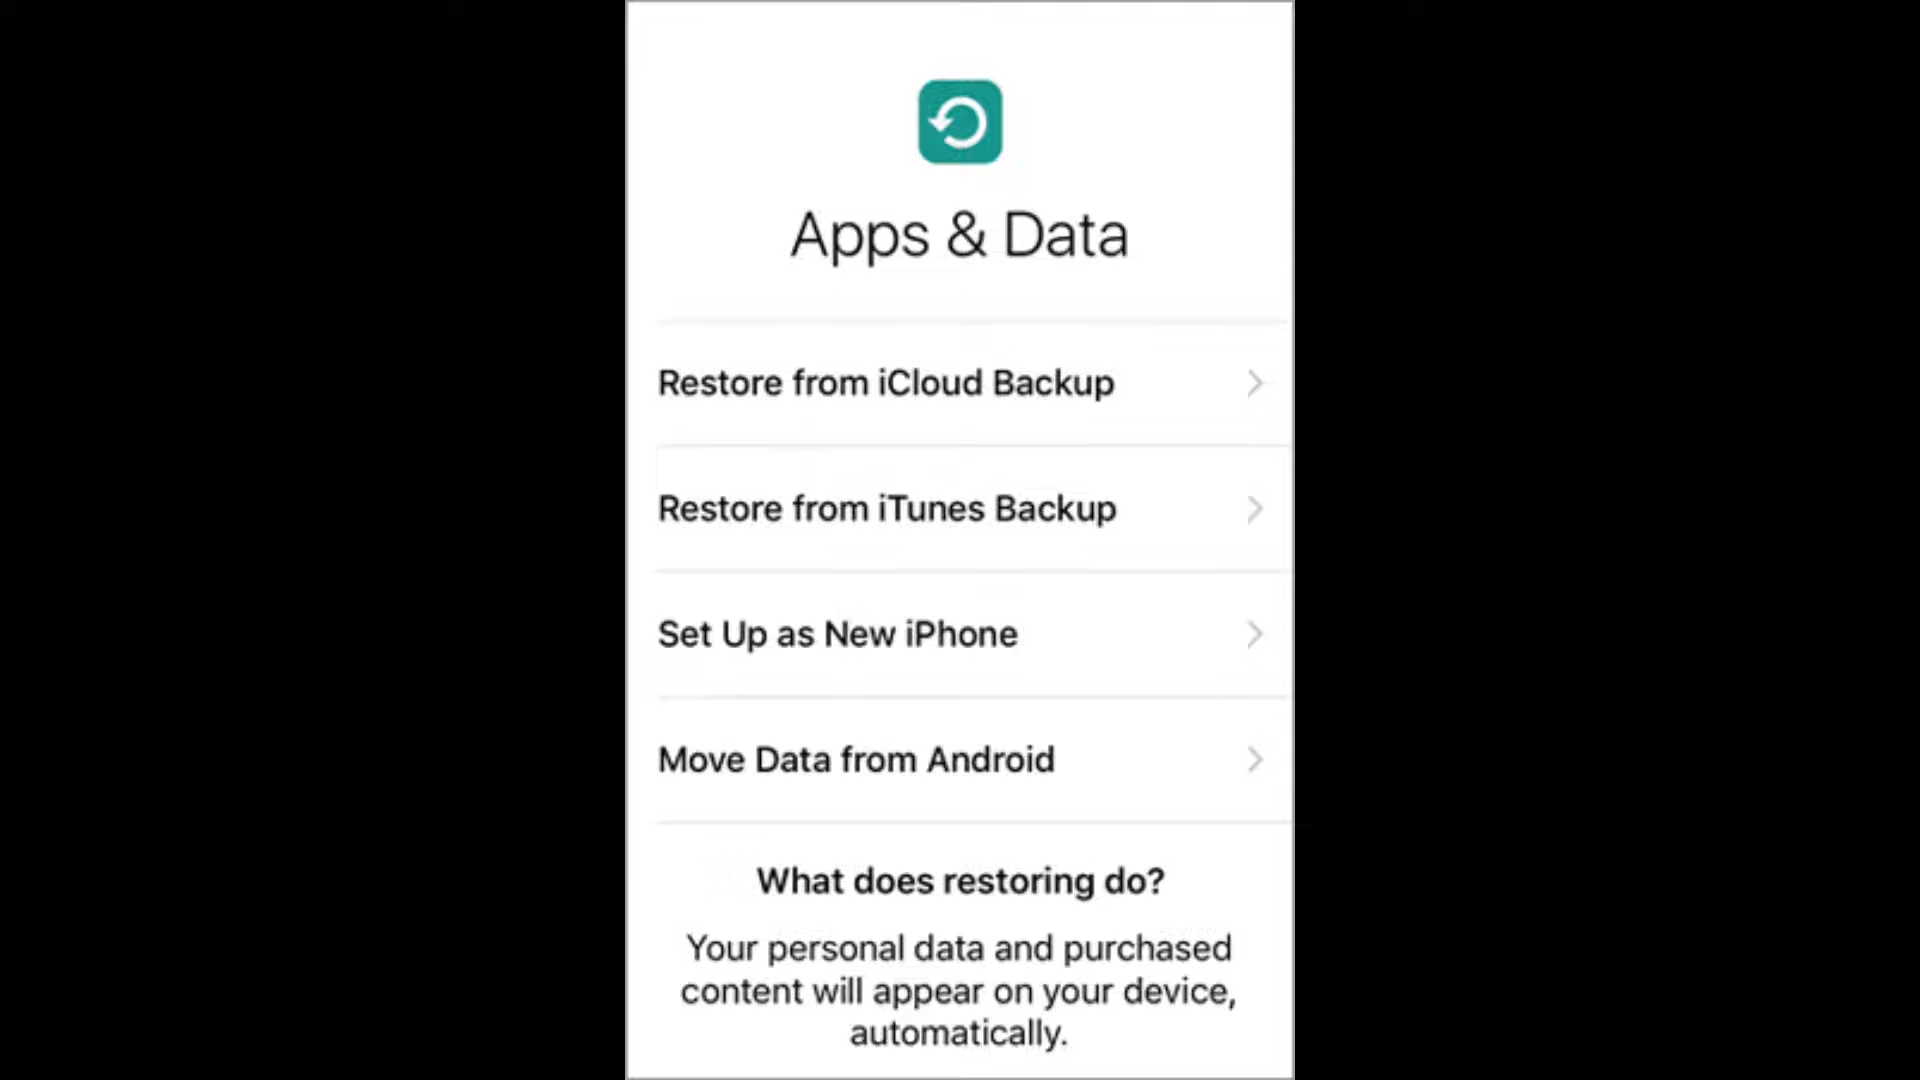 Apps & Data
Restore from iCloud Backup
Restore from iTunes Backup
Set Up as New iPhone
Move Data from Android
What does restoring do?
Your personal data and purchased
content will appear on your device,
automatically.